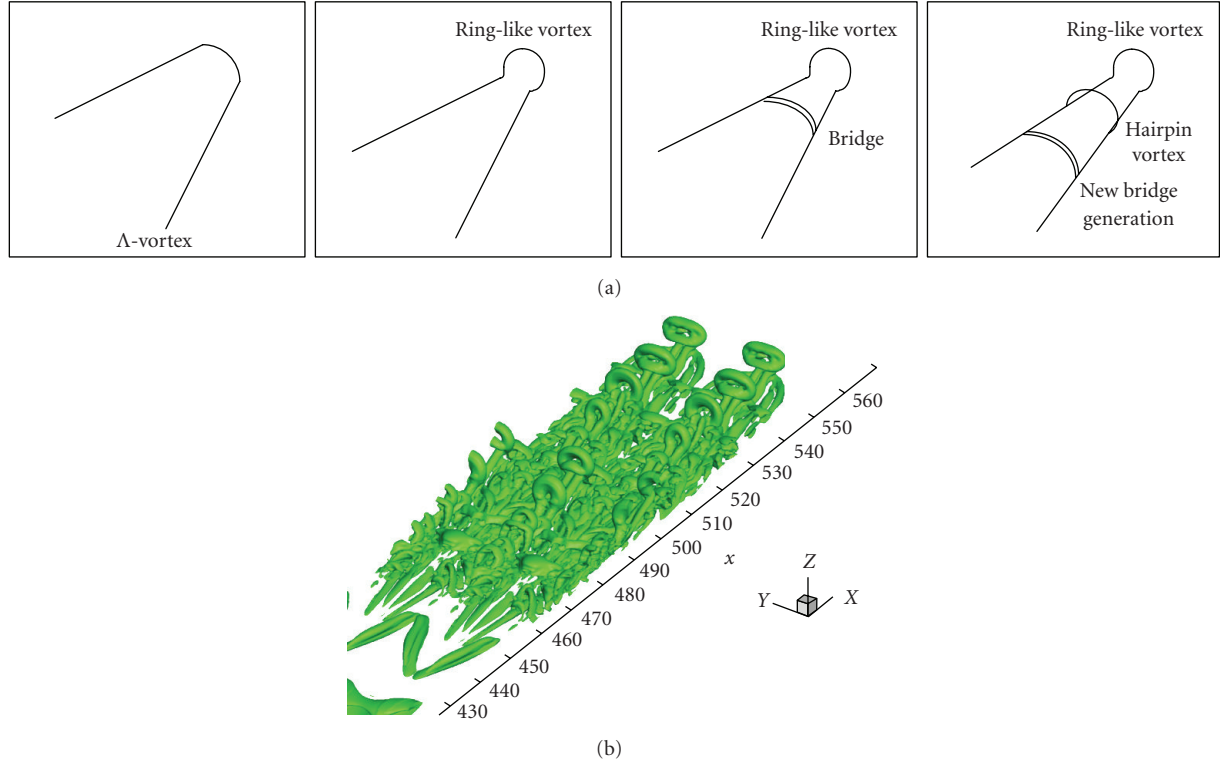 Λ-vortex
Ring-like vortex
Ring-like vortex
Bridge
Ring-like vortex
Hairpin
vortex
New bridge
generation
(a)
560
550
540
530
520
510
500
490
480
470
460
450
440
430
x
Z
Y
X
(b)